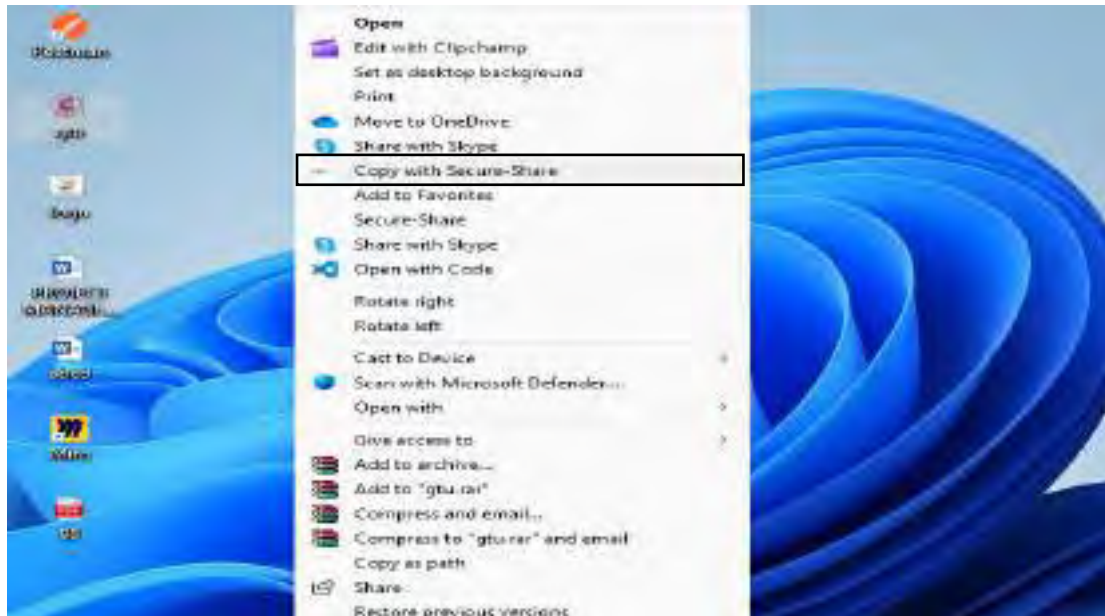 Open
Edit with Clipchamp
Set as desktop background
Print
Move to OneDrive
Share with Skype
Copy with Secure-Share
Add to Favorites
Secure-Share
Share with Skype
Open with Code
Rotate right
Rotate left
Cast to Device
Scan with Microsoft Defender...
Open with
Give access to
Add to archive...
Add to "gtu.rar"
Compress and email...
Compress to "gtu.rar" and email
Copy as path
Share
Restore previous versions